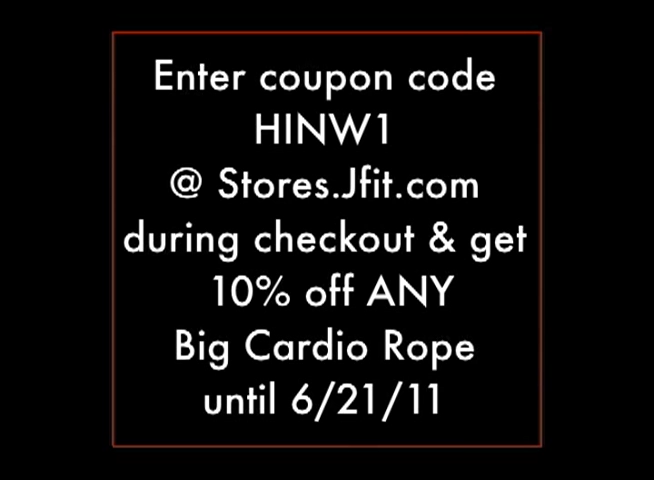 Enter coupon code
HINW1
@ Stores.Jfit.com
during checkout & get
10% off ANY
Big Cardio Rope
until 6/21/11